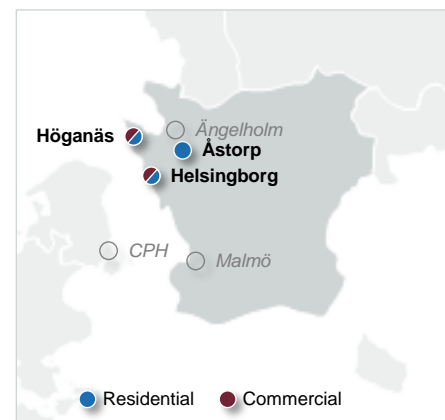 Ängelholm
Höganäs
Åstorp
Helsingborg
CPH
Malmö
Residential
Commercial